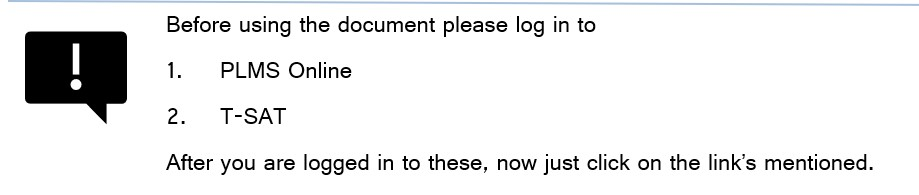 Before using the document please log in to
1. PLMS Online
2. T-SAT
After you are logged in to these, now just click on the link’s mentioned.